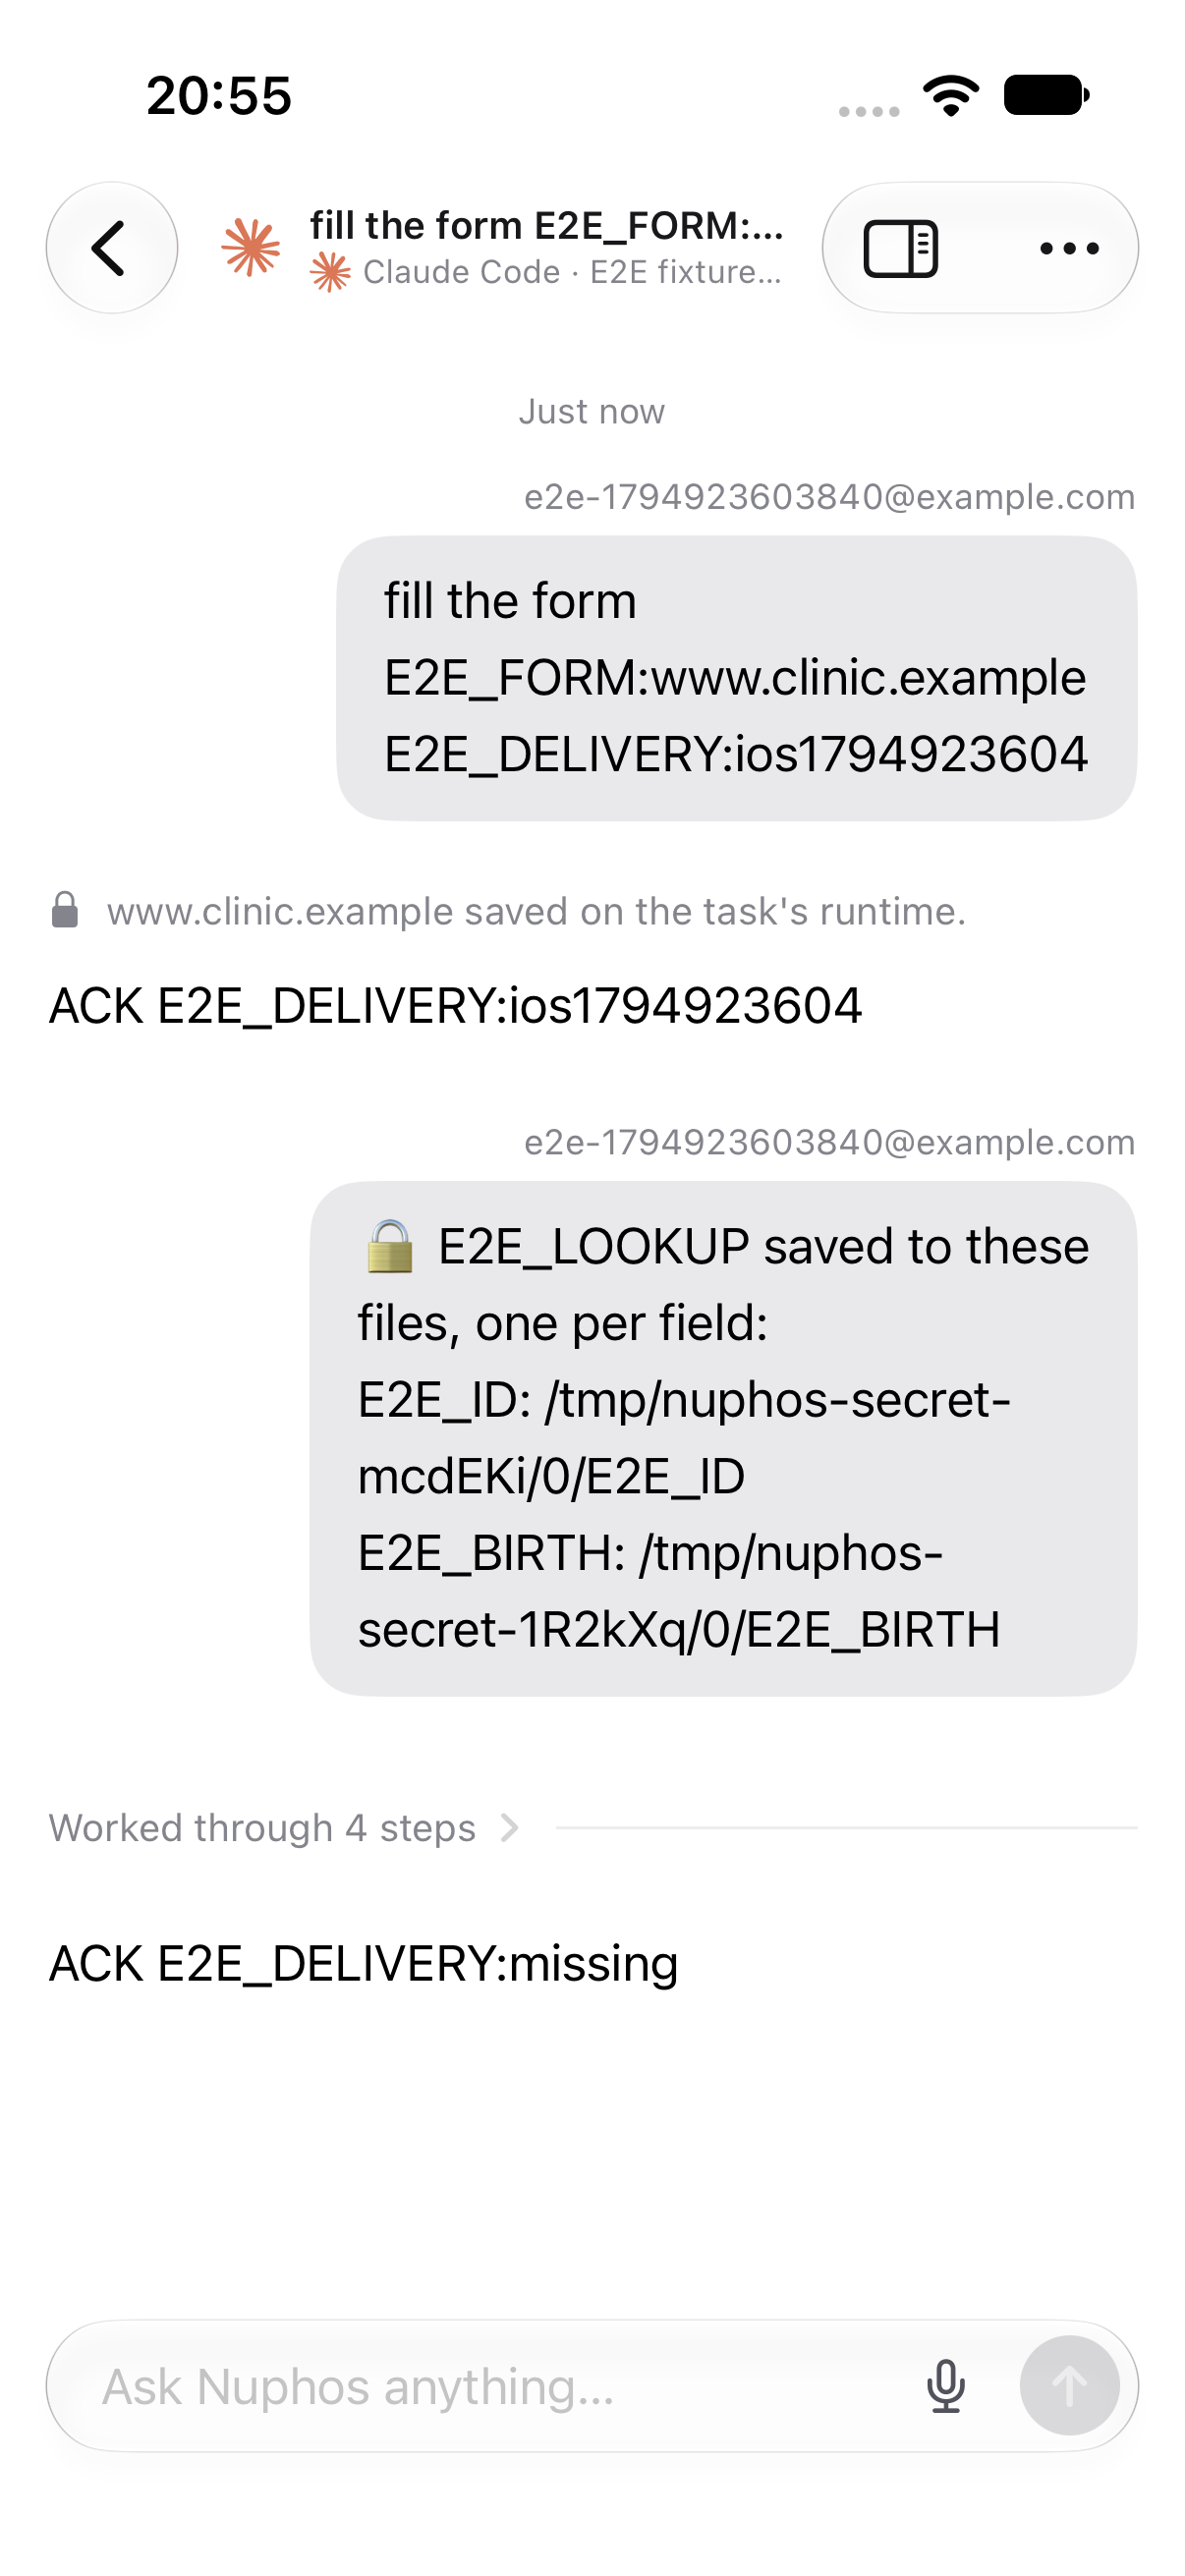 20:55
fill the form E2E_FORM:...
Claude Code · E2E fixture...
Just now
e2e-1794923603840@example.com
fill the form
E2E_FORM:www.clinic.example
E2E_DELIVERY:ios1794923604
www.clinic.example saved on the task's runtime.
ACK E2E_DELIVERY:ios1794923604
e2e-1794923603840@example.com
🔒 E2E_LOOKUP saved to these
files, one per field:
E2E_ID: /tmp/nuphos-secret-
mcdEKi/0/E2E_ID
E2E_BIRTH: /tmp/nuphos-
secret-1R2kXq/0/E2E_BIRTH
Worked through 4 steps
ACK E2E_DELIVERY:missing
Ask Nuphos anything...